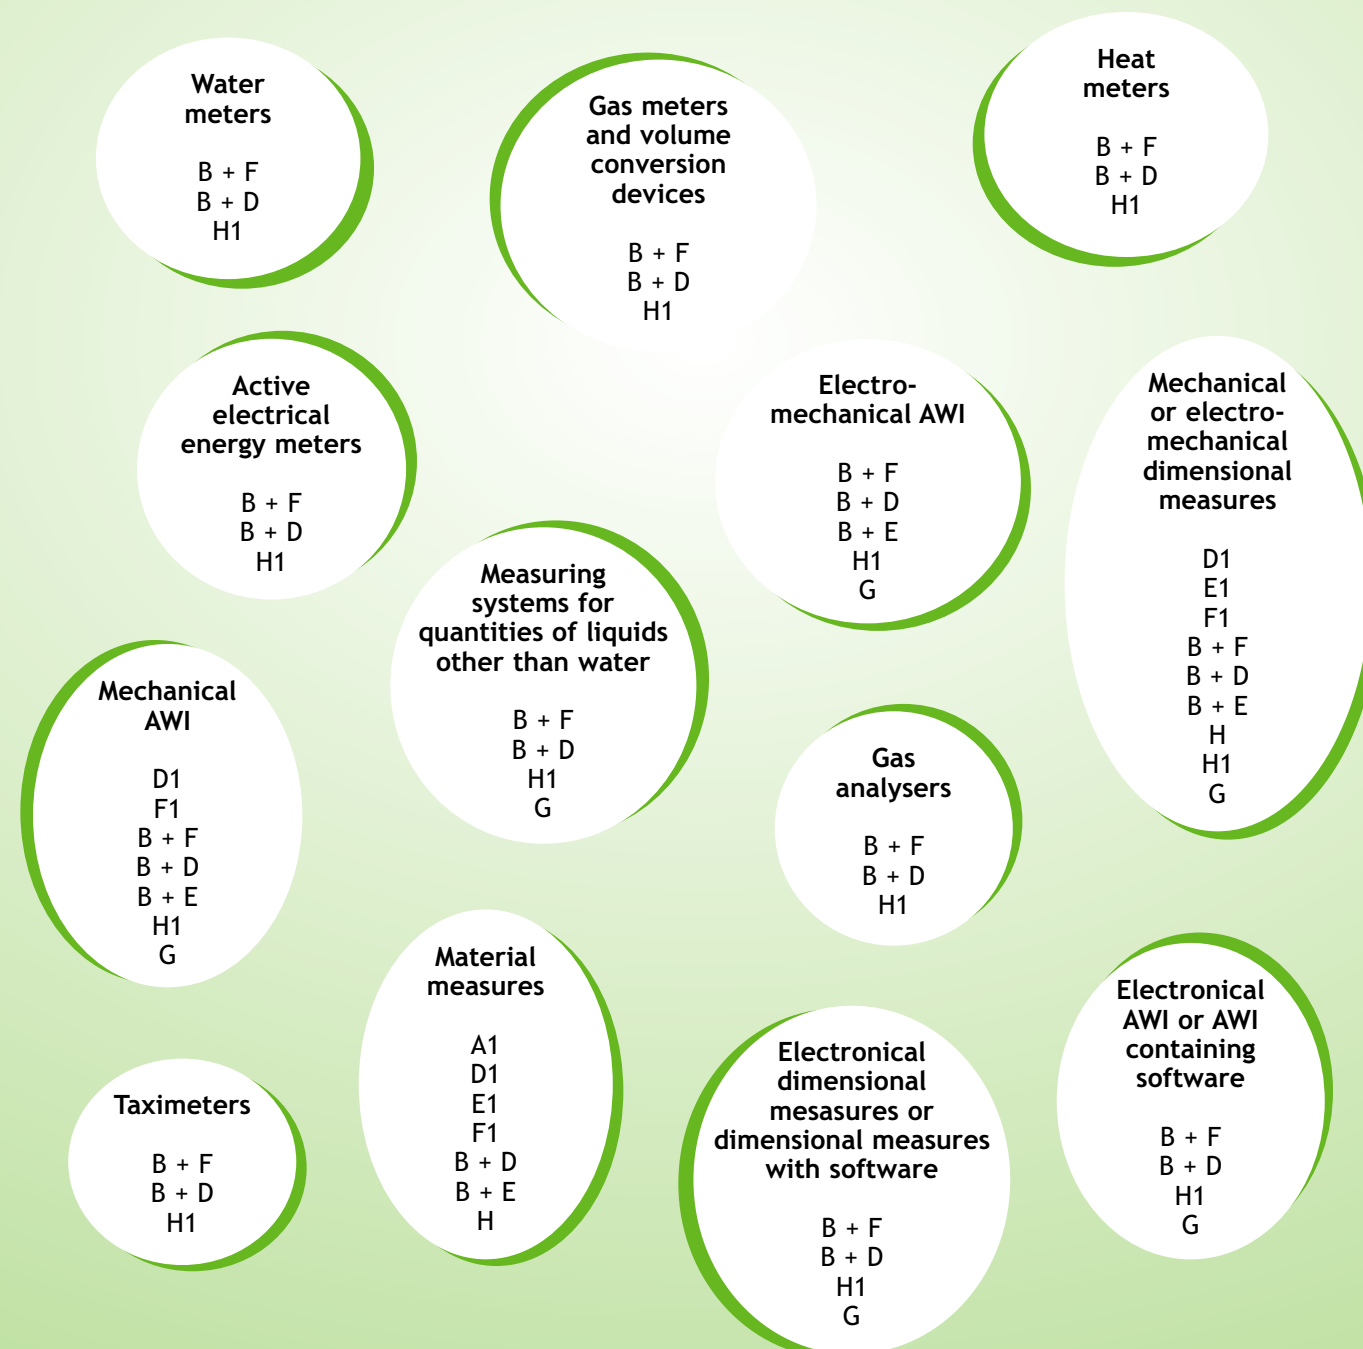 Water
meters
B + F
B + D
H1
Gas meters
and volume
conversion
devices
B + F
B + D
H1
Heat
meters
B + F
B + D
H1
Active
electrical
energy meters
B + F
B + D
H1
Electro-
mechanical AWI
B + F
B + D
B + E
H1
G
Mechanical
or electro-
mechanical
dimensional
measures
D1
E1
F1
B + F
B + D
B + E
H
H1
G
Measuring
systems for
quantities of liquids
other than water
B + F
B + D
H1
G
Mechanical
AWI
D1
F1
B + F
B + D
B + E
H1
G
Gas
analysers
B + F
B + D
H1
Material
measures
A1
D1
E1
F1
B + D
B + E
H
Electronical
AWI or AWI
containing
software
B + F
B + D
H1
G
Taximeters
B + F
B + D
H1
Electronical
dimensional
mesasures or
dimensional measures
with software
B + F
B + D
H1
G